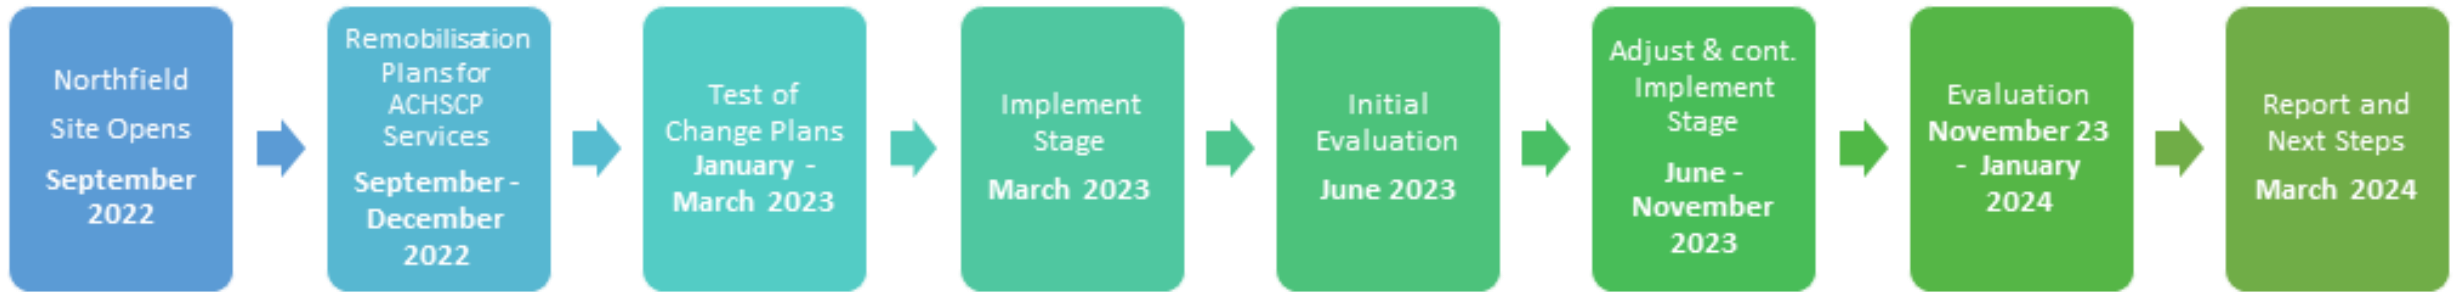 Northfield
Site Opens
September
2022
Remobilisation
Plans for
ACHSCP
Services
September -
December
2022
Test of
Change Plans
January -
March 2023
Implement
Stage
March 2023
Initial
Evaluation
June 2023
Adjust & cont.
Implement
Stage
June -
November
2023
Evaluation
November 23
- January
2024
Report and
Next Steps
March 2024